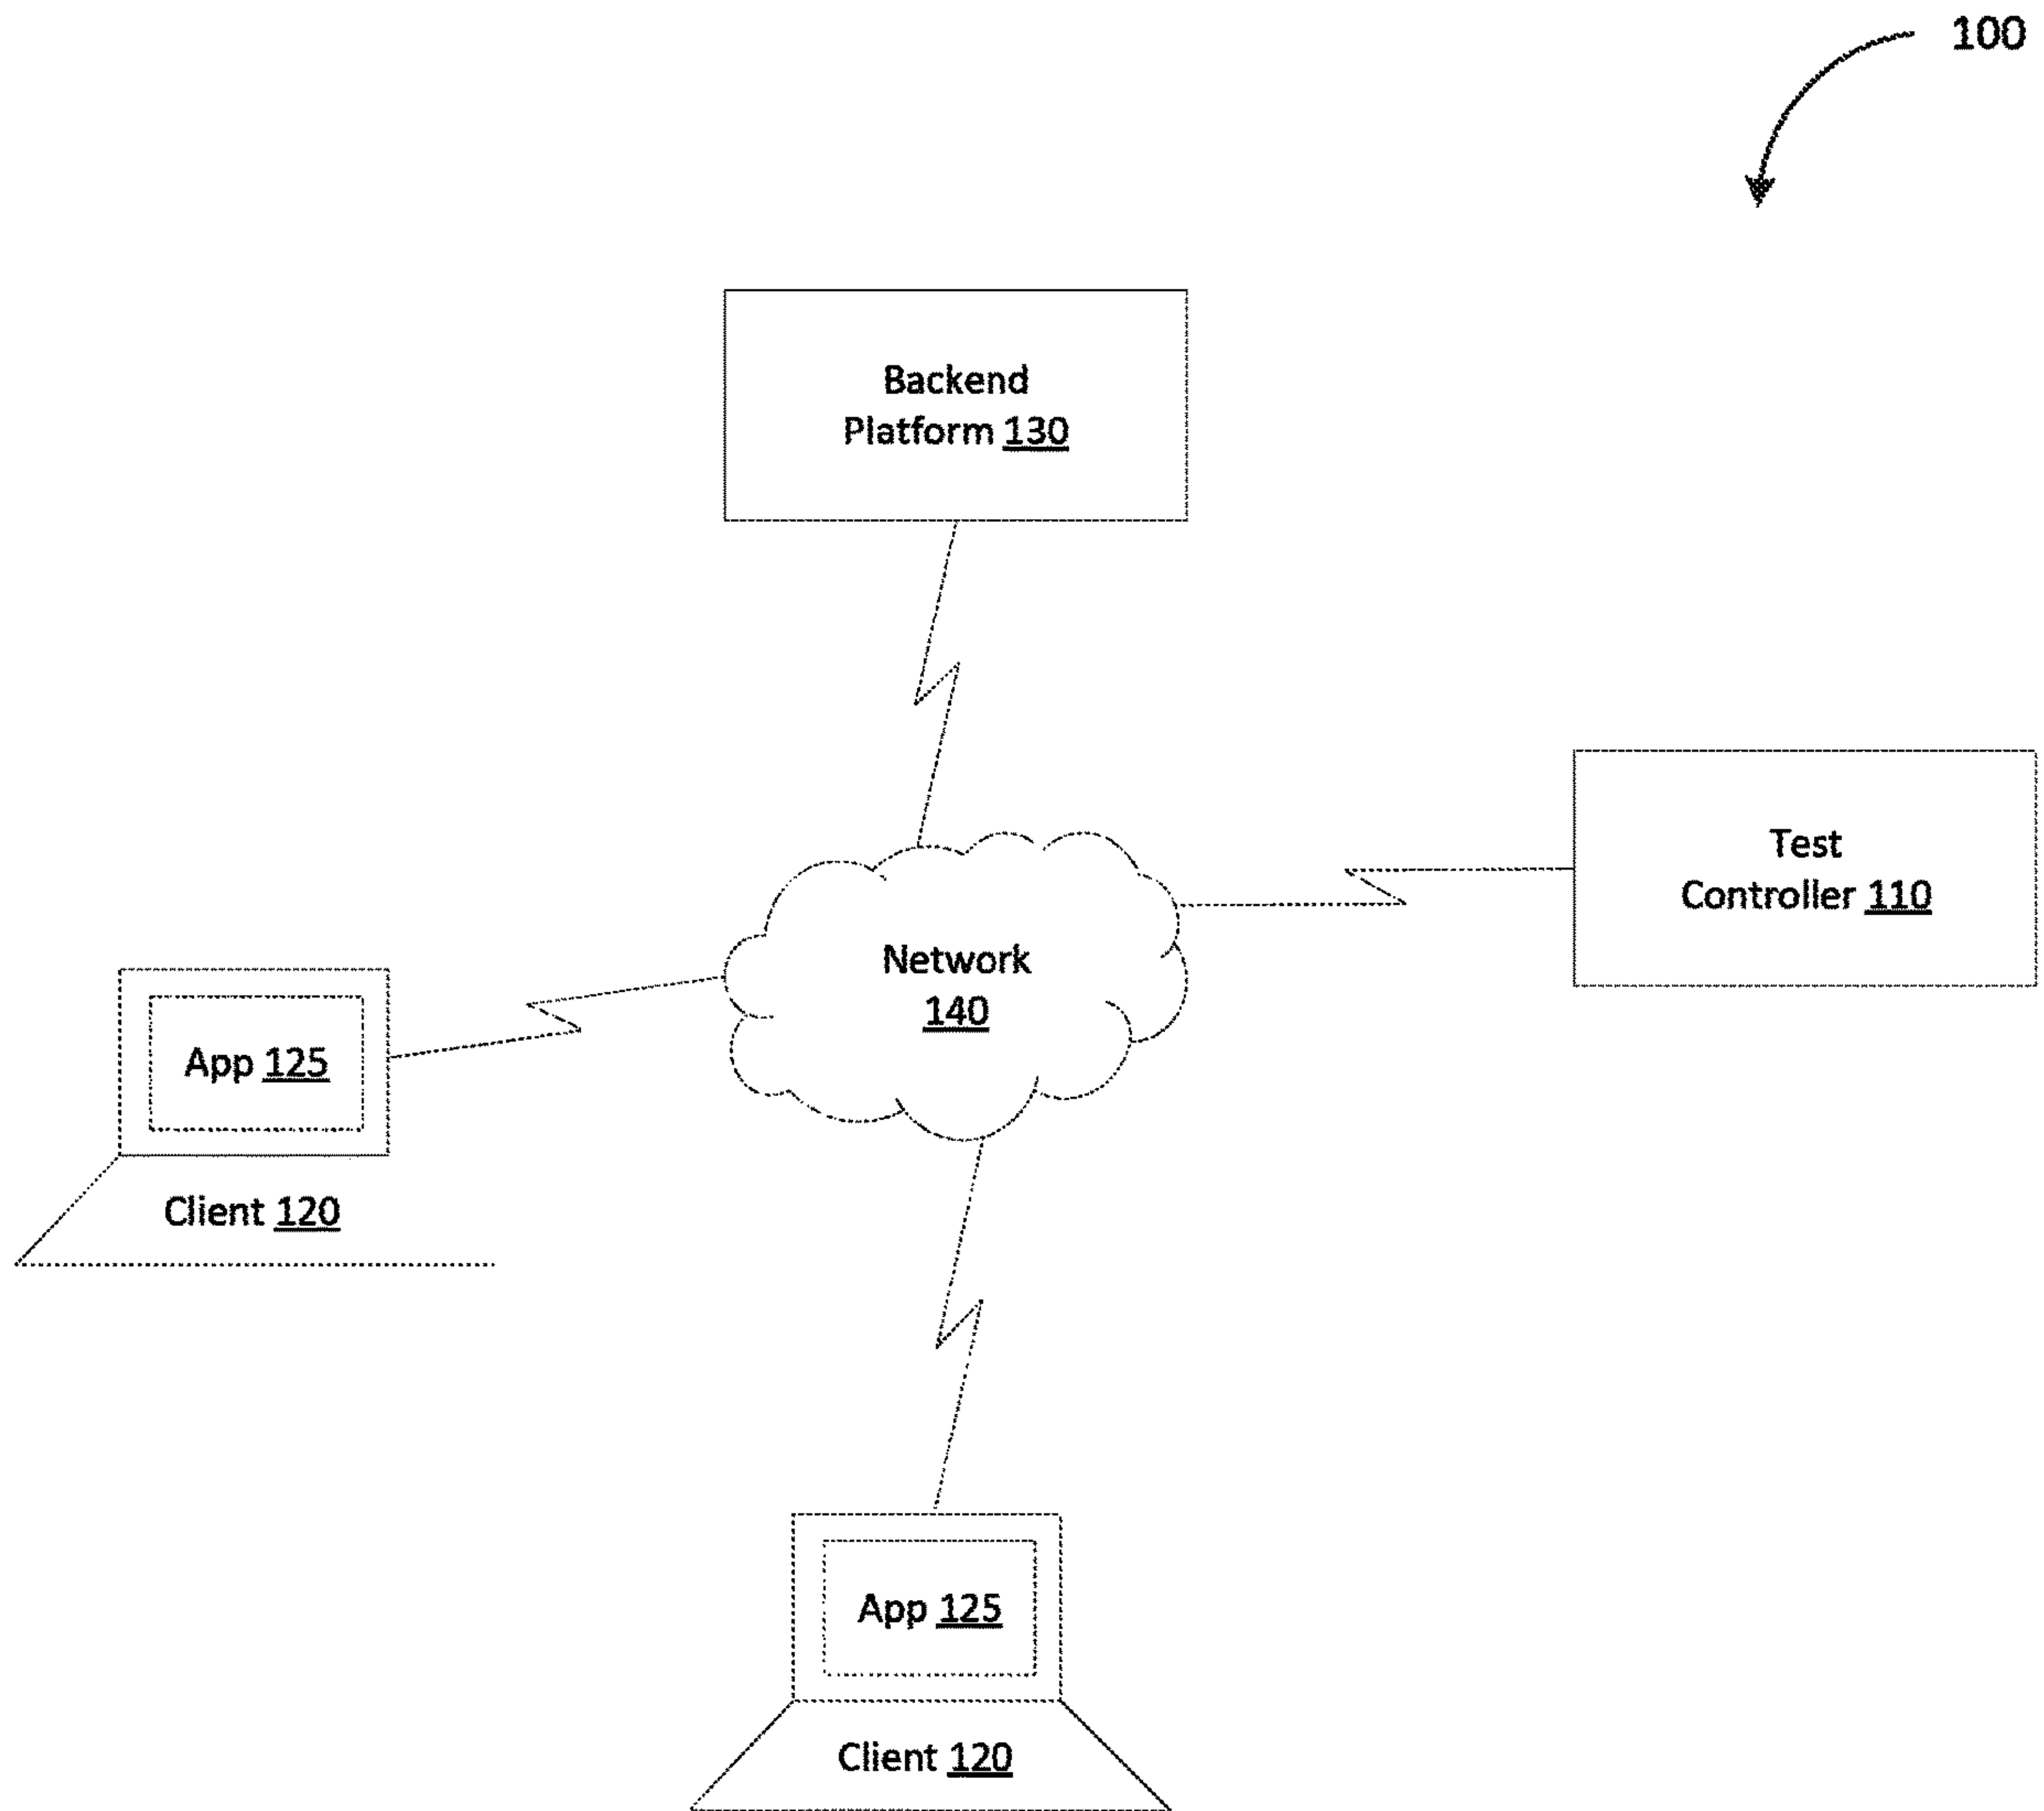 100
Backend
Platform 130
Test
Controller 110
Network
140
App 125
Client 120
App 125
Client 120